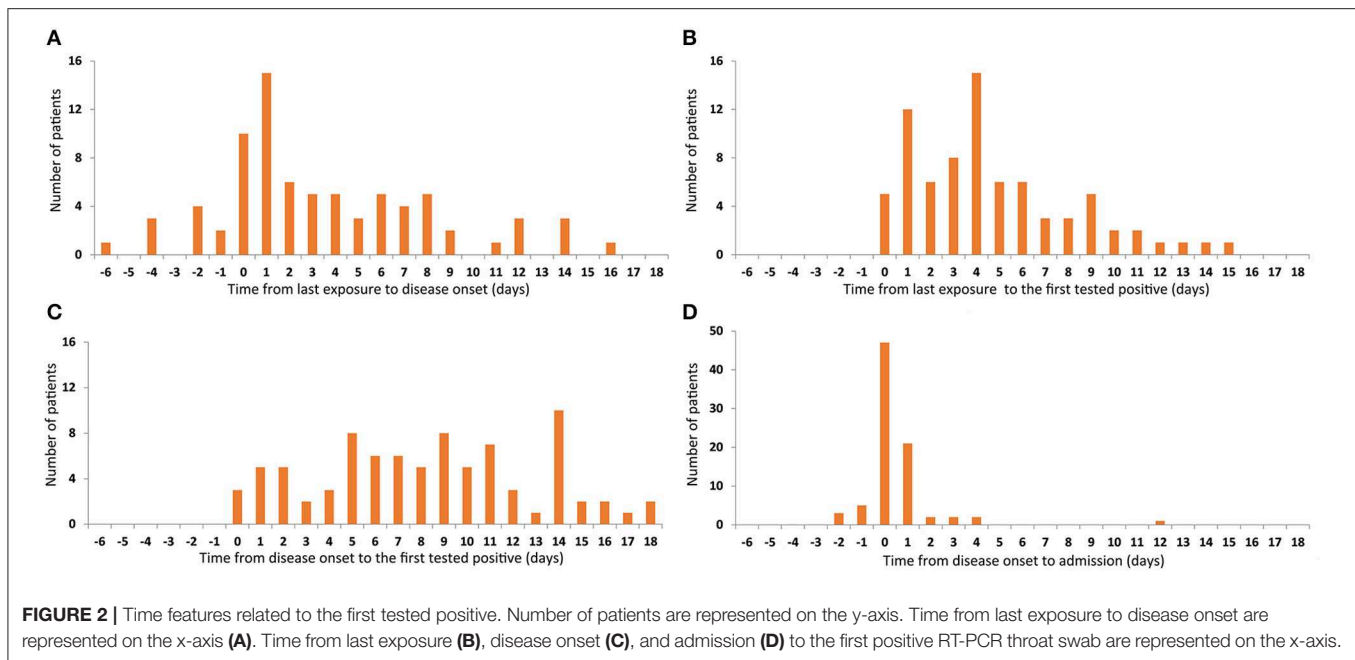 A
16
12
8
4
0
Number of patients
-6 -5 -4 -3 -2 -1 0 1 2 3 4 5 6 7 8 9 10 11 12 13 14 15 16 17 18
Time from last exposure to disease onset (days)
B
16
12
8
4
0
Number of patients
-6 -5 -4 -3 -2 -1 0 1 2 3 4 5 6 7 8 9 10 11 12 13 14 15 16 17 18
Time from last exposure to the first tested positive (days)
C
16
12
8
4
0
Number of patients
-6 -5 -4 -3 -2 -1 0 1 2 3 4 5 6 7 8 9 10 11 12 13 14 15 16 17 18
Time from disease onset to the first tested positive (days)
D
50
40
30
20
10
0
Number of patients
-6 -5 -4 -3 -2 -1 0 1 2 3 4 5 6 7 8 9 10 11 12 13 14 15 16 17 18
Time from disease onset to admission (days)
FIGURE 2 | Time features related to the first tested positive. Number of patients are represented on the y-axis. Time from last exposure to disease onset are
represented on the x-axis (A). Time from last exposure (B), disease onset (C), and admission (D) to the first positive RT-PCR throat swab are represented on the x-axis.